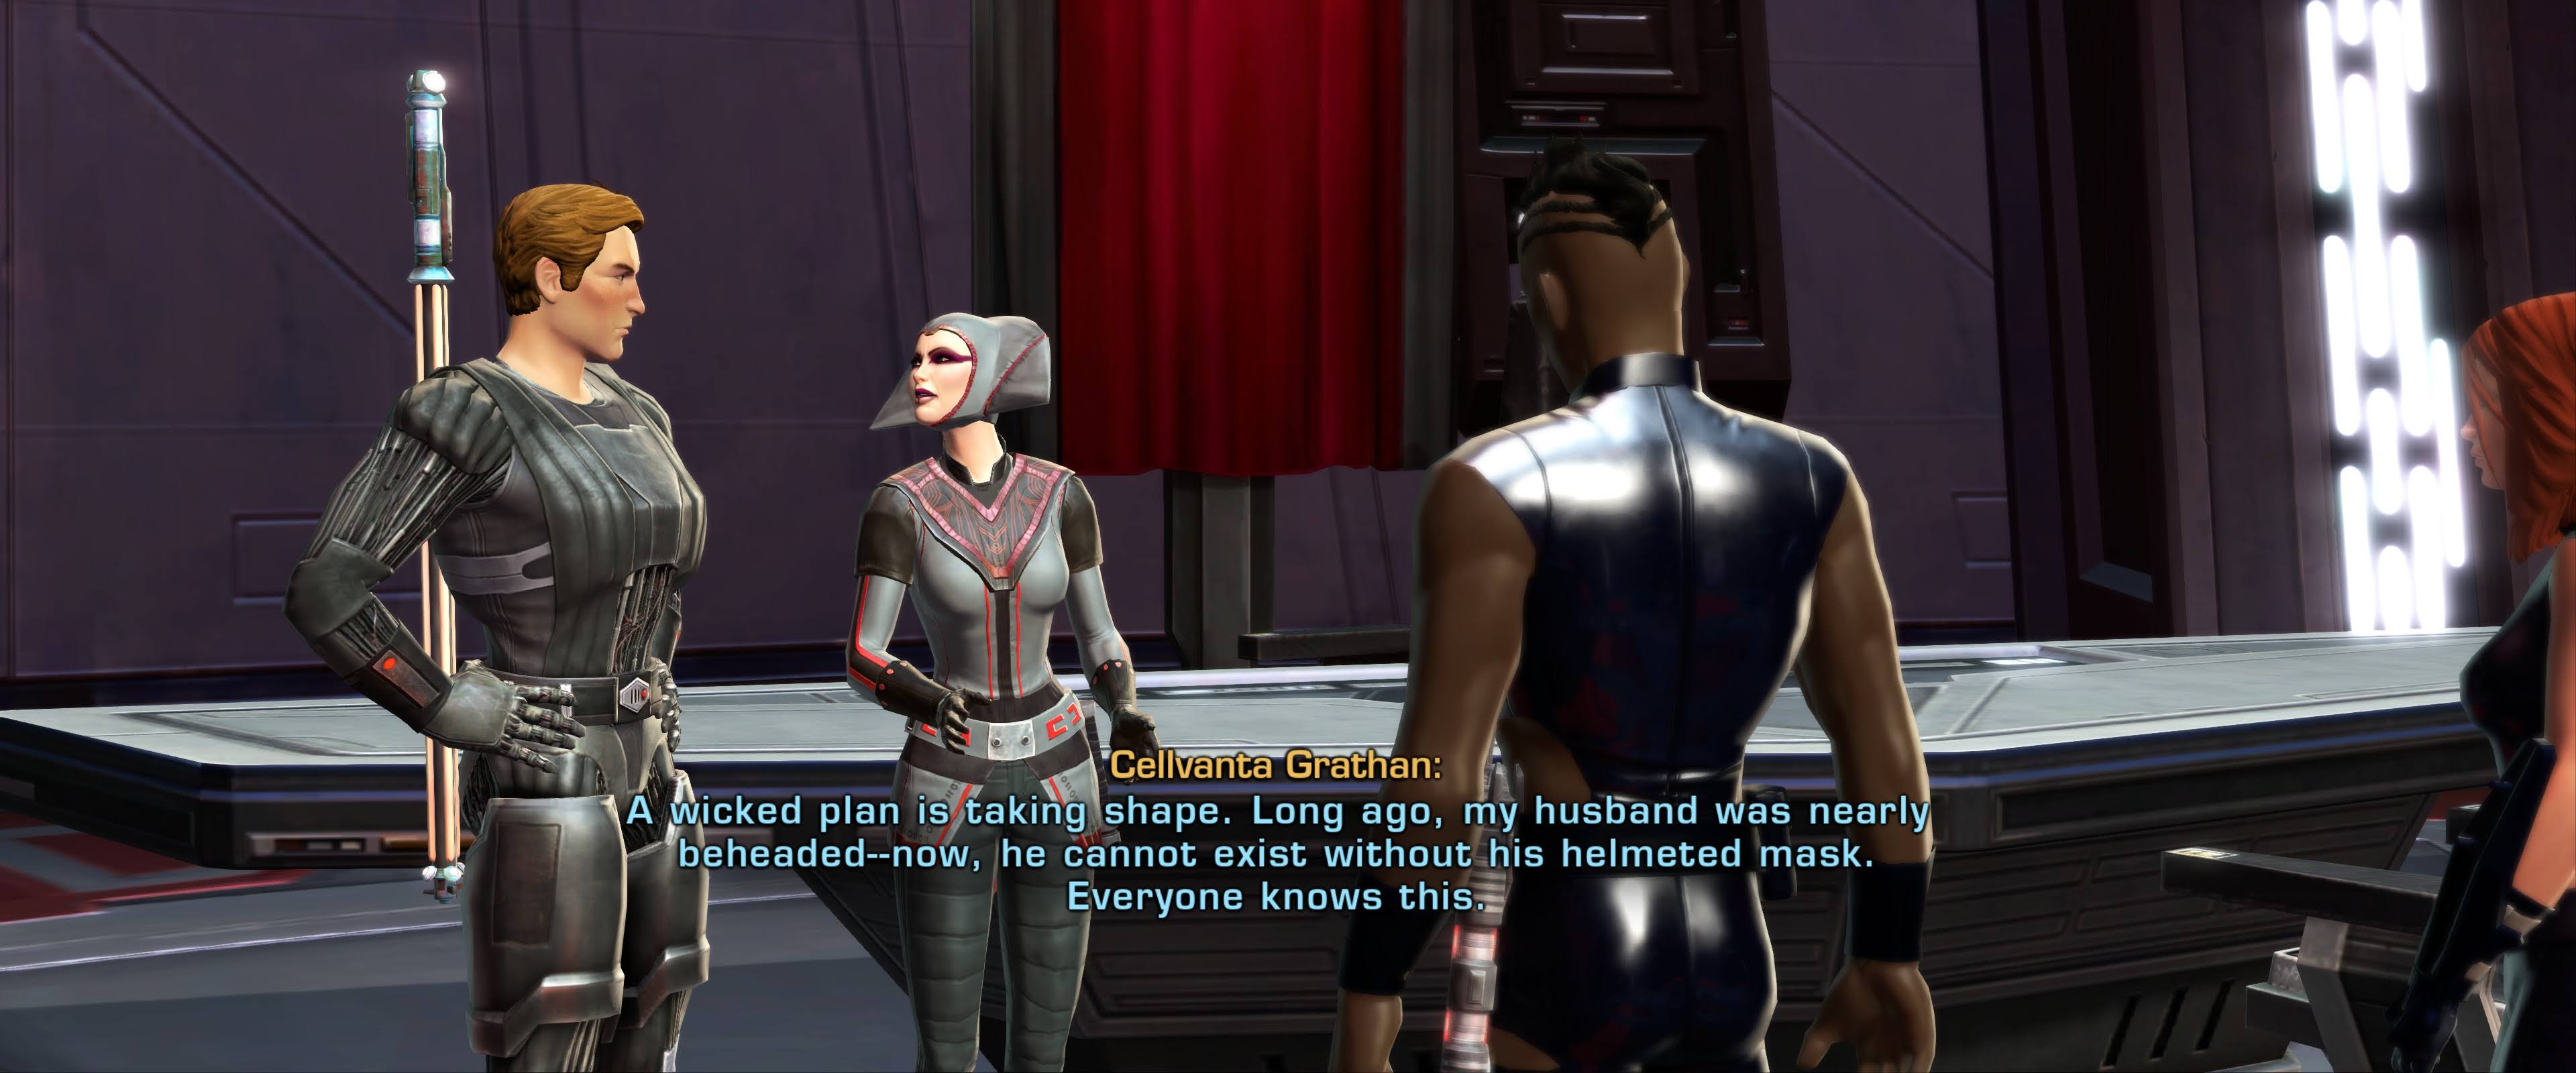 Cellvanta Grathan:
A wicked plan is taking shape. Long ago, my husband was nearly
beheaded--now, he cannot exist without his helmeted mask.
Everyone knows this.